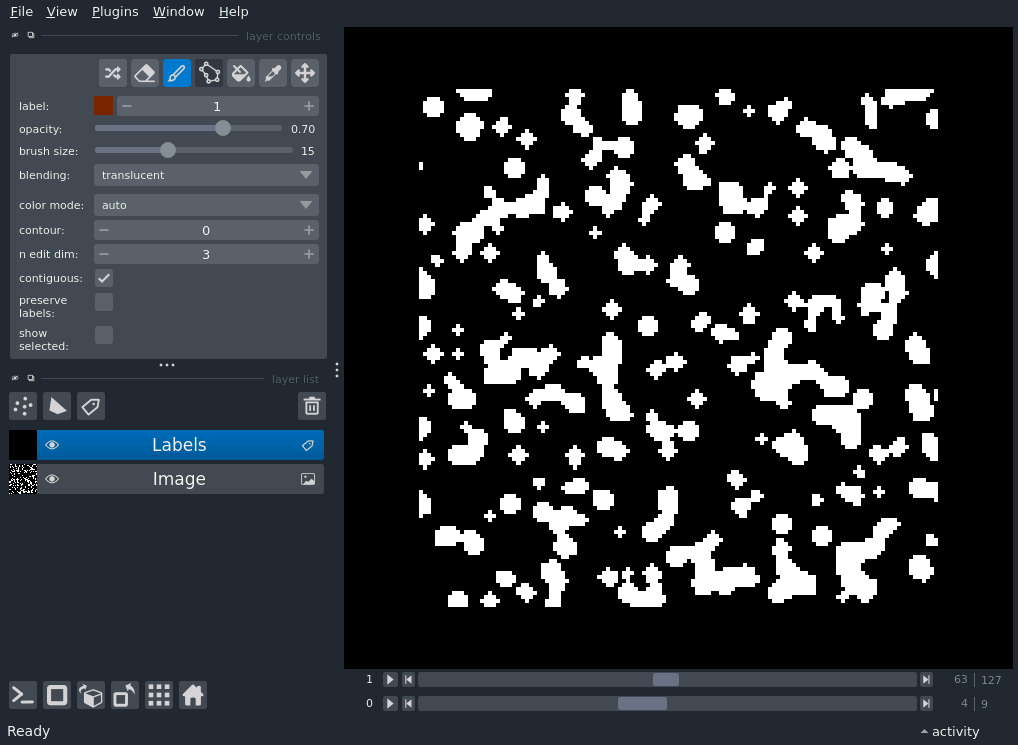 File View Plugins Window Help
layer controls
label: 1
opacity: 0.70
brush size: 15
blending: translucent
color mode: auto
contour: 0
n edit dim: 3
contiguous:
preserve
labels:
show
selected:
layer list
Labels
Image
1 63 127
0 4 9
Ready activity